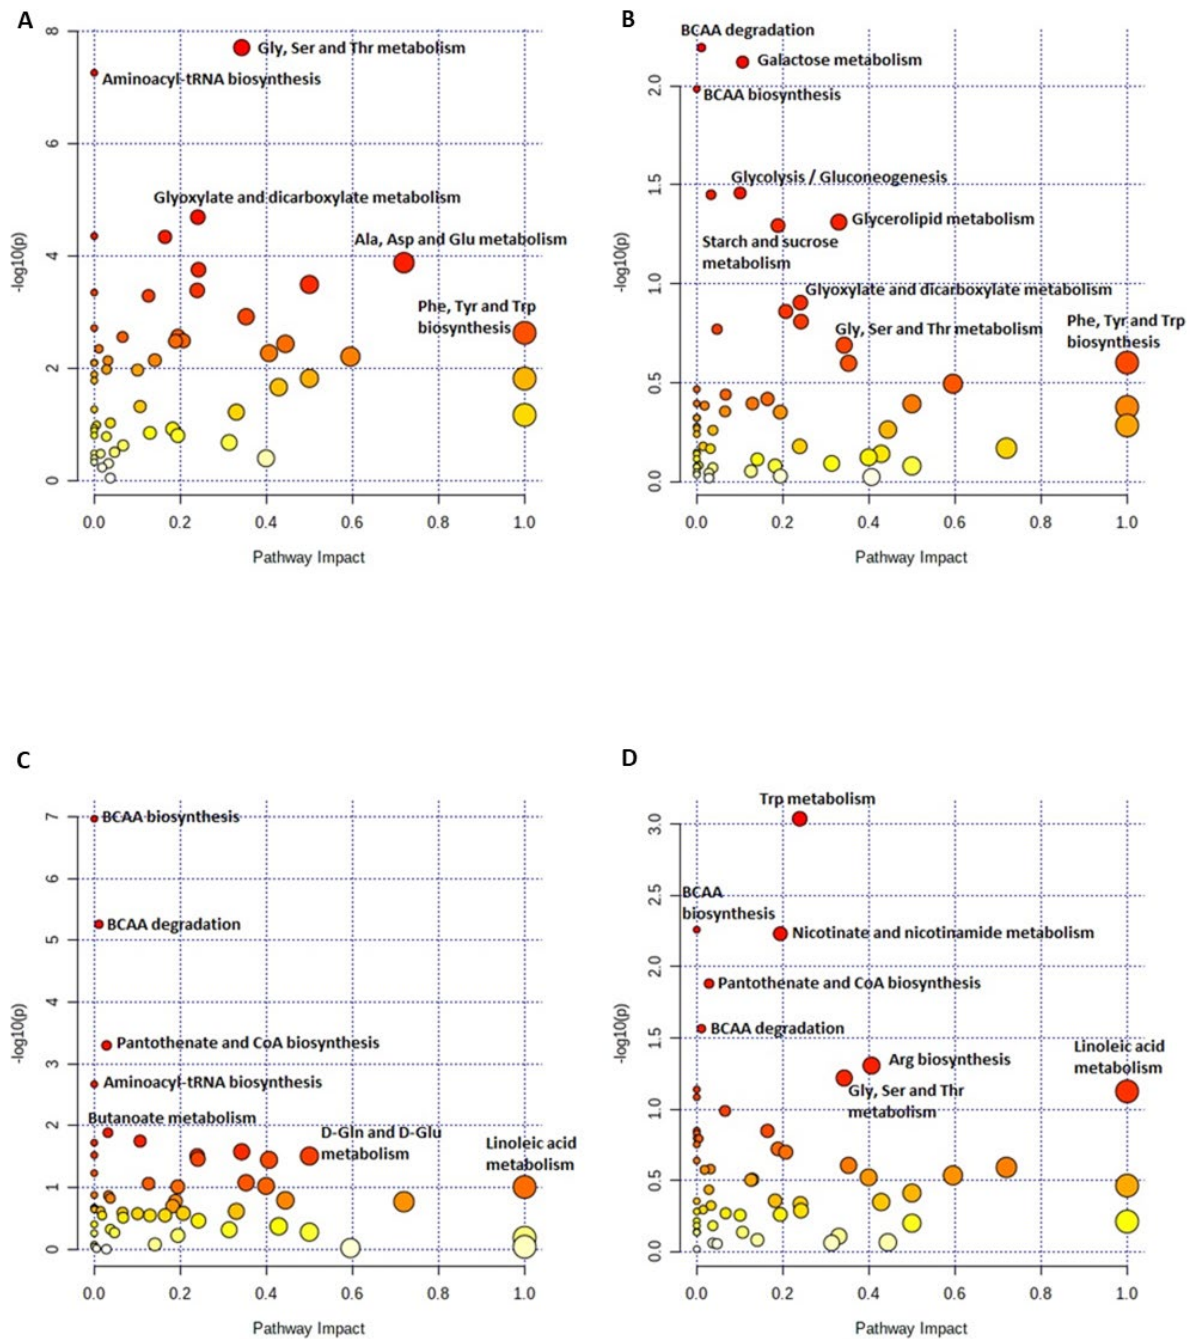 A
8
6
4
2
0
-log10(p)
Gly, Ser and Thr metabolism
Aminoacyl-tRNA biosynthesis
Glyoxylate and dicarboxylate metabolism
Ala, Asp and Glu metabolism
Phe, Tyr and Trp
biosynthesis
0.0 0.2 0.4 0.6 0.8 1.0
Pathway Impact
B
2.0
1.5
1.0
0.5
0.0
-log10(p)
BCAA degradation
Galactose metabolism
BCAA biosynthesis
Glycolysis / Gluconeogenesis
Glycerolipid metabolism
Starch and sucrose
metabolism
Glyoxylate and dicarboxylate metabolism
Gly, Ser and Thr metabolism
Phe, Tyr and Trp
biosynthesis
0.0 0.2 0.4 0.6 0.8 1.0
Pathway Impact
C
7
6
5
4
3
2
1
0
-log10(p)
BCAA biosynthesis
BCAA degradation
Pantothenate and CoA biosynthesis
Aminoacyl-tRNA biosynthesis
Butanoate metabolism
D-Gln and D-Glu
metabolism
Linoleic acid
metabolism
0.0 0.2 0.4 0.6 0.8 1.0
Pathway Impact
D
3.0
2.5
2.0
1.5
1.0
0.5
0.0
-log10(p)
Trp metabolism
BCAA
biosynthesis
Nicotinate and nicotinamide metabolism
Pantothenate and CoA biosynthesis
BCAA degradation
Arg biosynthesis
Gly, Ser and Thr
metabolism
Linoleic acid
metabolism
0.0 0.2 0.4 0.6 0.8 1.0
Pathway Impact